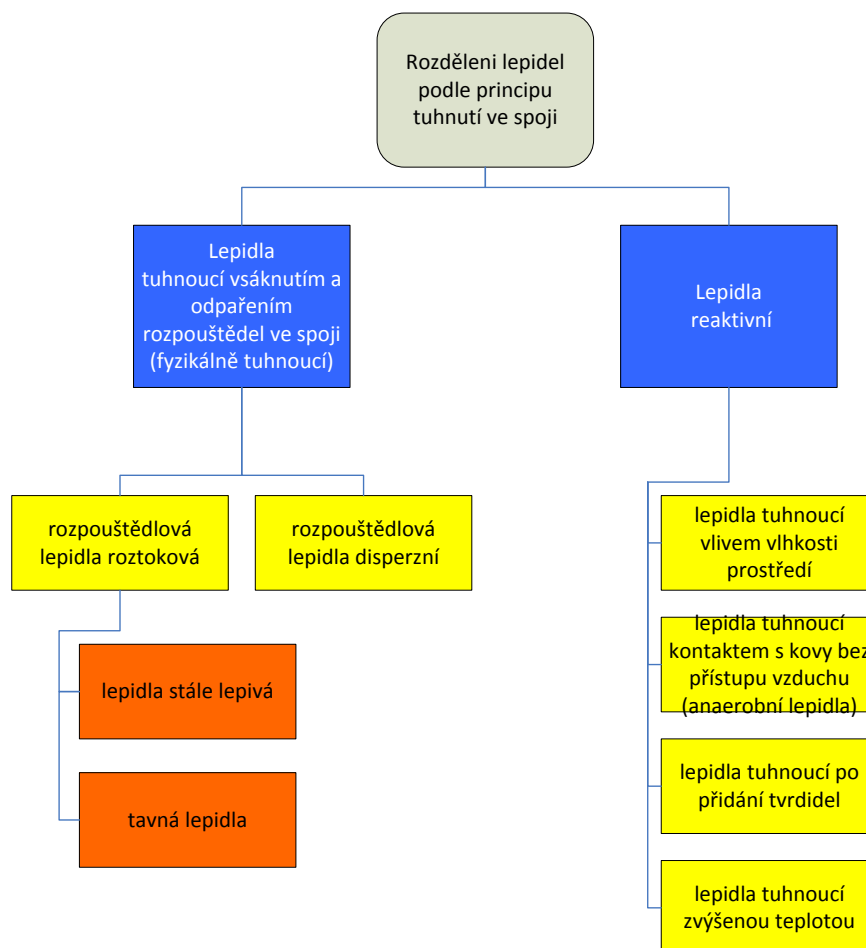 Rozděleni lepidel
podle principu
tuhnutí ve spoji
Lepidla
tuhnoucí vsáknutím a
odpařením
rozpouštědel ve spoji
(fyzikálně tuhnoucí)
Lepidla
reaktivní
rozpouštědlová
lepidla roztoková
rozpouštědlová
lepidla disperzní
lepidla stále lepivá
tavná lepidla
lepidla tuhnoucí
vlivem vlhkosti
prostředí
lepidla tuhnoucí
kontaktem s kovy bez
přístupu vzduchu
(anaerobní lepidla)
lepidla tuhnoucí po
přidání tvrdidel
lepidla tuhnoucí
zvýšenou teplotou